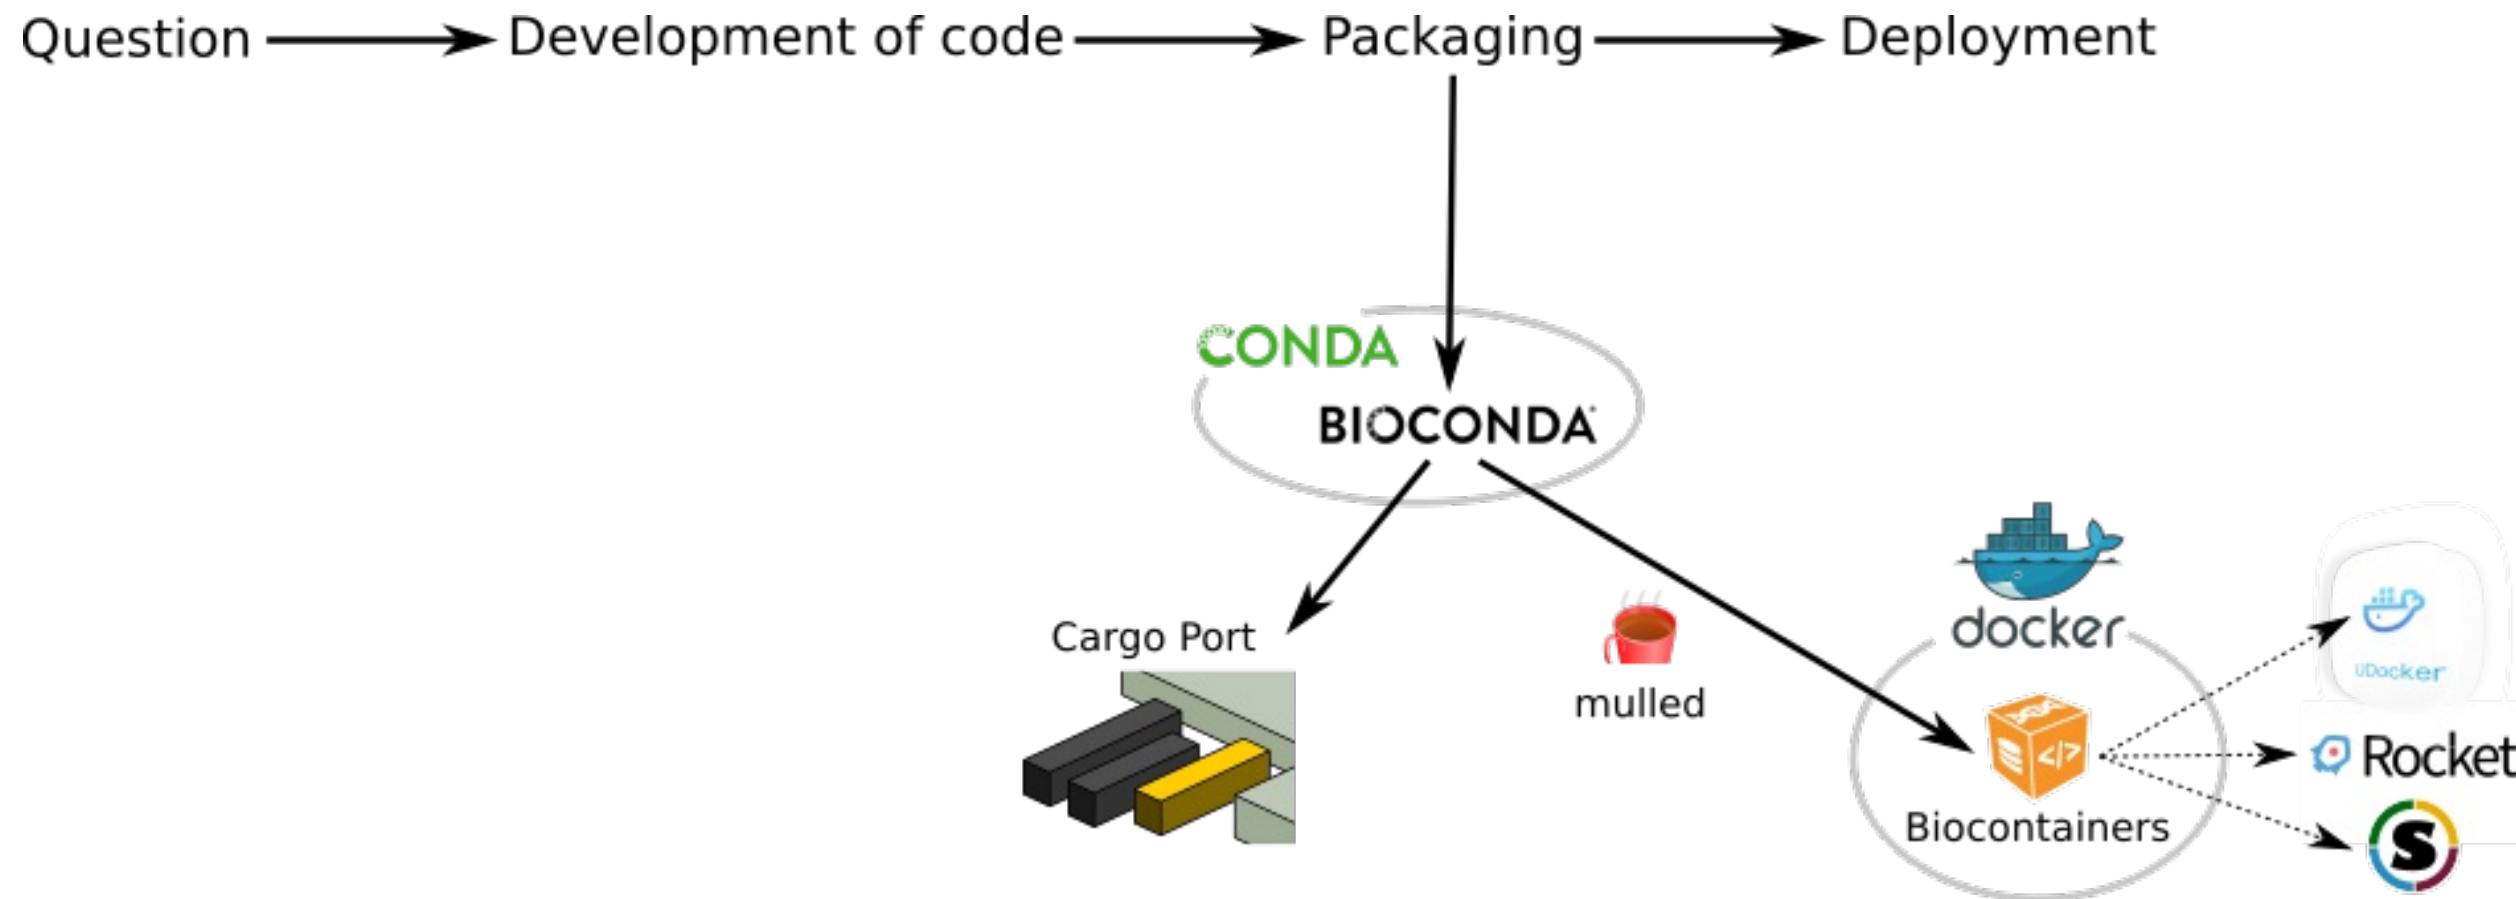 Question
Development of code
Packaging
Deployment
CONDA
BIOCONDA
docker
Cargo Port
UDocker
mulled
Rocket
Biocontainers
S